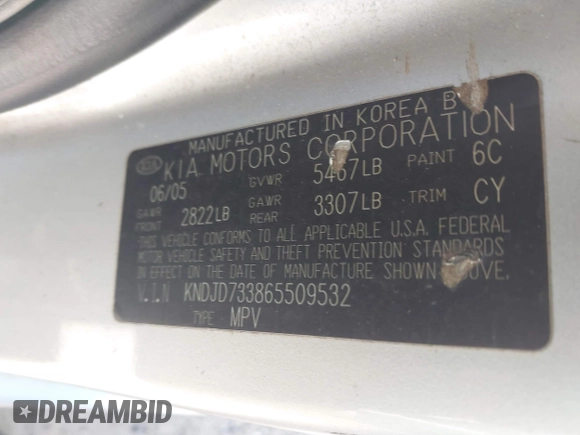 MANUFACTURED IN KOREA B
KIA KIA MOTORS CORPORATION
06/05 GVWR 5467LB PAINT 6C
GAWR FRONT 2822LB GAWR REAR 3307LB TRIM CY
THIS VEHICLE CONFORMS TO ALL APPLICABLE U.S.A. FEDERAL
MOTOR VEHICLE SAFETY AND THEFT PREVENTION STANDARDS
IN EFFECT ON THE DATE OF MANUFACTURE SHOWN ABOVE.
V.I.N KNDJD733865509532
TYPE MPV
DREAMBID